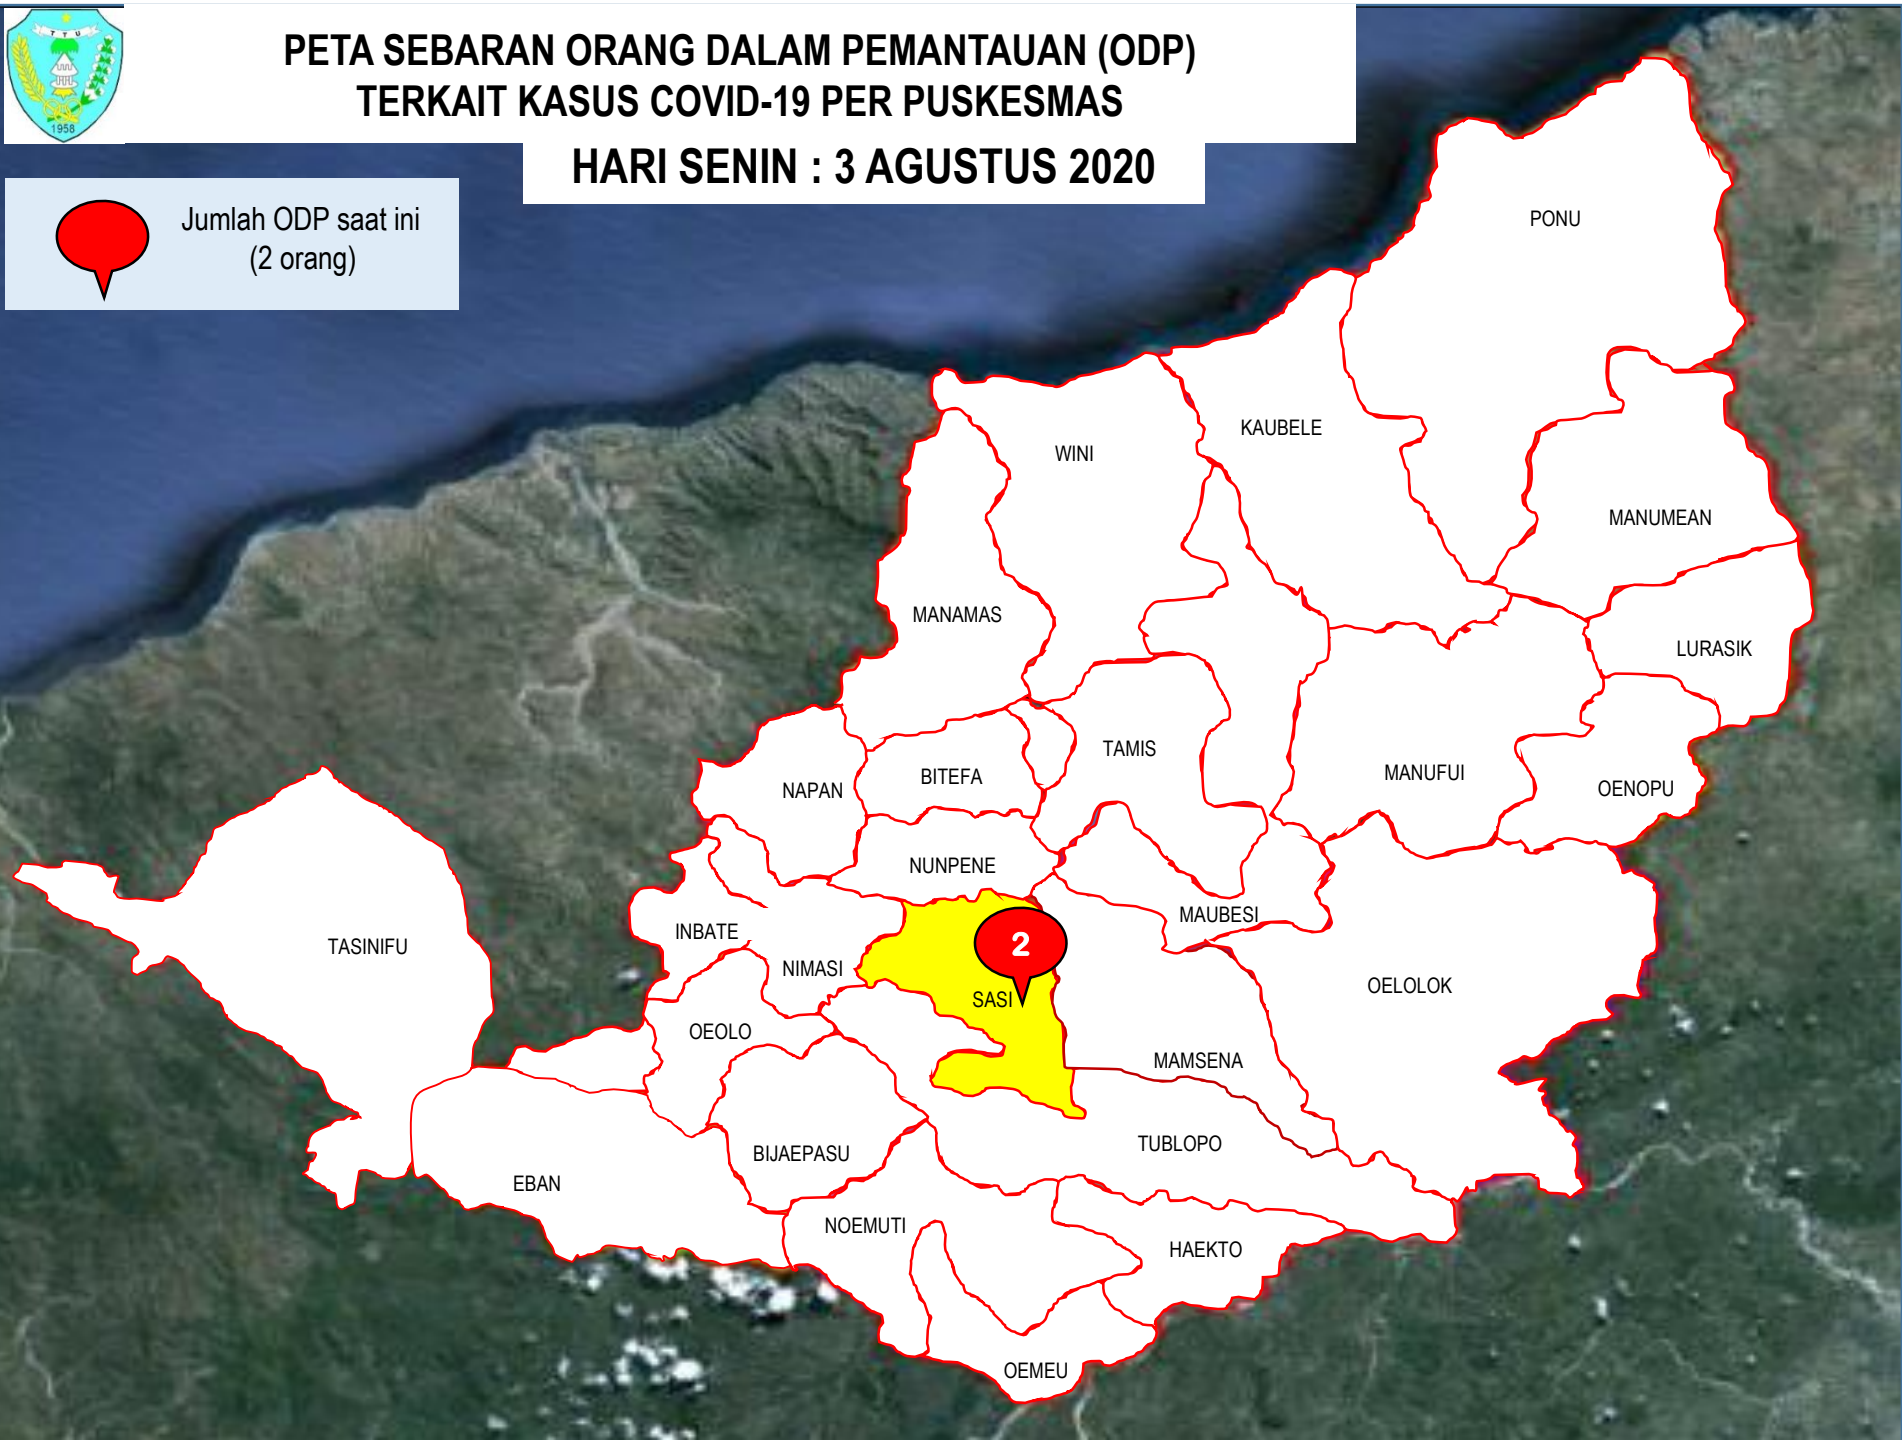 T T U
1958
PETA SEBARAN ORANG DALAM PEMANTAUAN (ODP)
TERKAIT KASUS COVID-19 PER PUSKESMAS
HARI SENIN : 3 AGUSTUS 2020
Jumlah ODP saat ini
(2 orang)
PONU
KAUBELE
WINI
MANUMEAN
MANAMAS
LURASIK
TAMIS
MANUFUI
BITEFA
NAPAN
OENOPU
NUNPENE
MAUBESI
INBATE
TASINIFU
2
NIMASI
OELOLOK
SASI
OEOLO
MAMSENA
TUBLOPO
BIJAEPASU
EBAN
NOEMUTI
HAEKTO
OEMEU